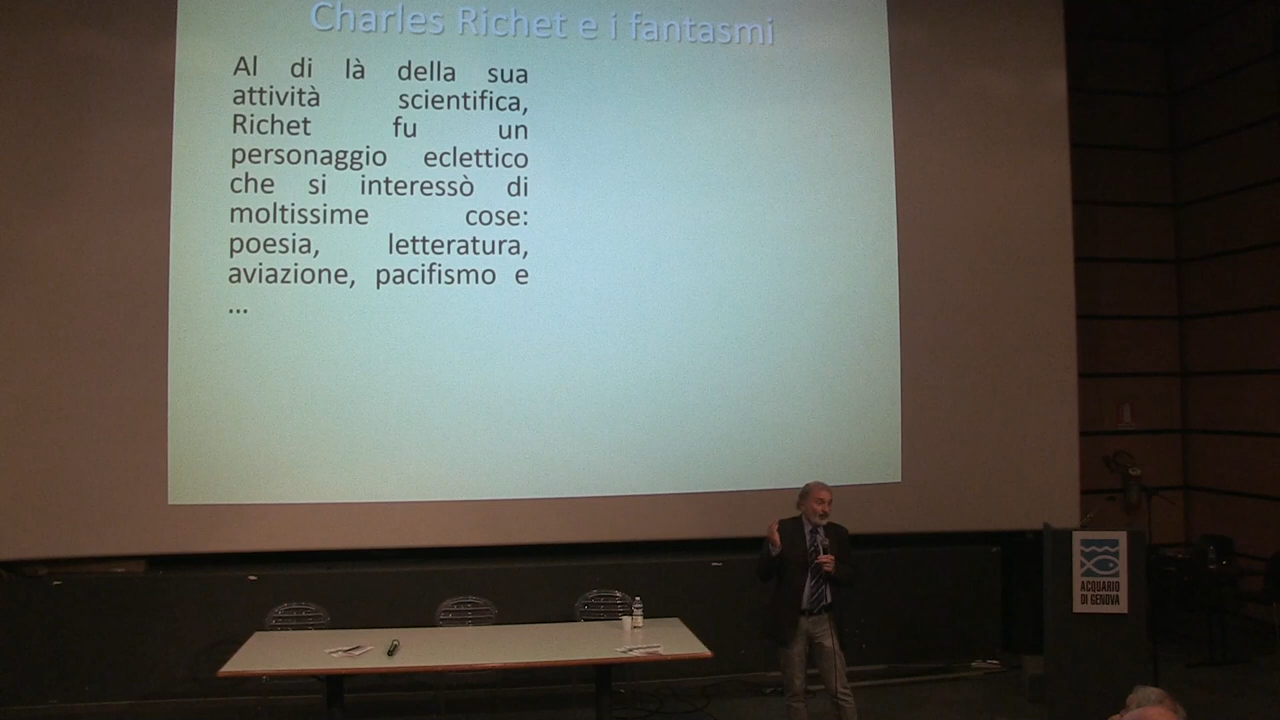 Charles Richet e i fantasmi
Al di là della sua
attività scientifica,
Richet fu un
personaggio eclettico
che si interessò di
moltissime cose:
poesia, letteratura,
aviazione, pacifismo e
...
ACQUARIO
DI GENOVA